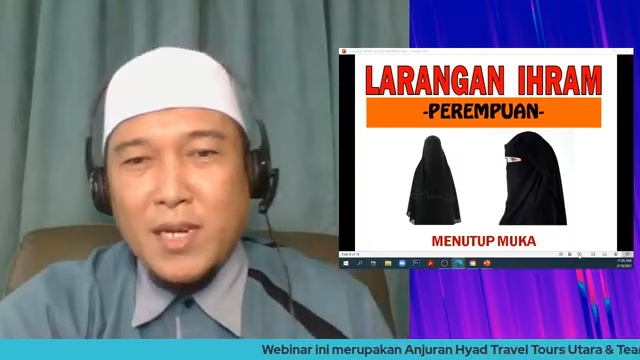 LARANGAN IHRAM
-PEREMPUAN-
MENUTUP MUKA
Webinar ini merupakan Anjuran Hyad Travel Tours Utara & Tea